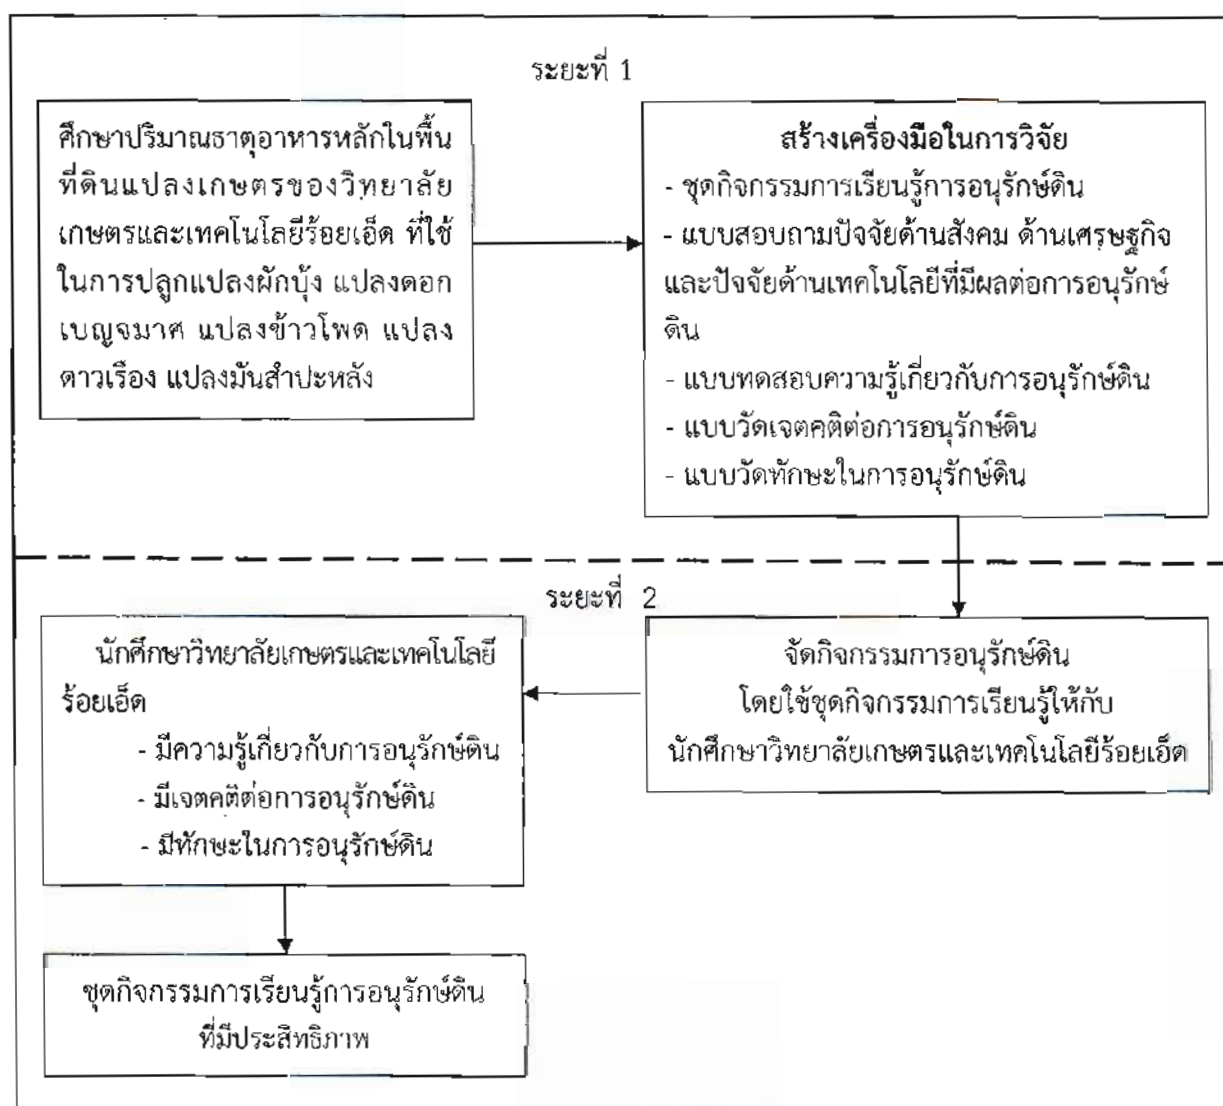 ระยะที่ 1
ศึกษาปริมาณธาตุอาหารหลักในพื้น
ที่ดินแปลงเกษตรของวิทยาลัย
เกษตรและเทคโนโลยีร้อยเอ็ด ที่ใช้
ในการปลูกแปลงผักบุ้ง แปลงดอก
เบญจมาศ แปลงข้าวโพด แปลง
ดาวเรือง แปลงมันสำปะหลัง
สร้างเครื่องมือในการวิจัย
- ชุดกิจกรรมการเรียนรู้การอนุรักษ์ดิน
- แบบสอบถามปัจจัยด้านสังคม ด้านเศรษฐกิจ
และปัจจัยด้านเทคโนโลยีที่มีผลต่อการอนุรักษ์
ดิน
- แบบทดสอบความรู้เกี่ยวกับการอนุรักษ์ดิน
- แบบวัดเจตคติต่อการอนุรักษ์ดิน
- แบบวัดทักษะในการอนุรักษ์ดิน
ระยะที่ 2
จัดกิจกรรมการอนุรักษ์ดิน
โดยใช้ชุดกิจกรรมการเรียนรู้ให้กับ
นักศึกษาวิทยาลัยเกษตรและเทคโนโลยีร้อยเอ็ด
นักศึกษาวิทยาลัยเกษตรและเทคโนโลยี
ร้อยเอ็ด
- มีความรู้เกี่ยวกับการอนุรักษ์ดิน
- มีเจตคติต่อการอนุรักษ์ดิน
- มีทักษะในการอนุรักษ์ดิน
ชุดกิจกรรมการเรียนรู้การอนุรักษ์ดิน
ที่มีประสิทธิภาพ